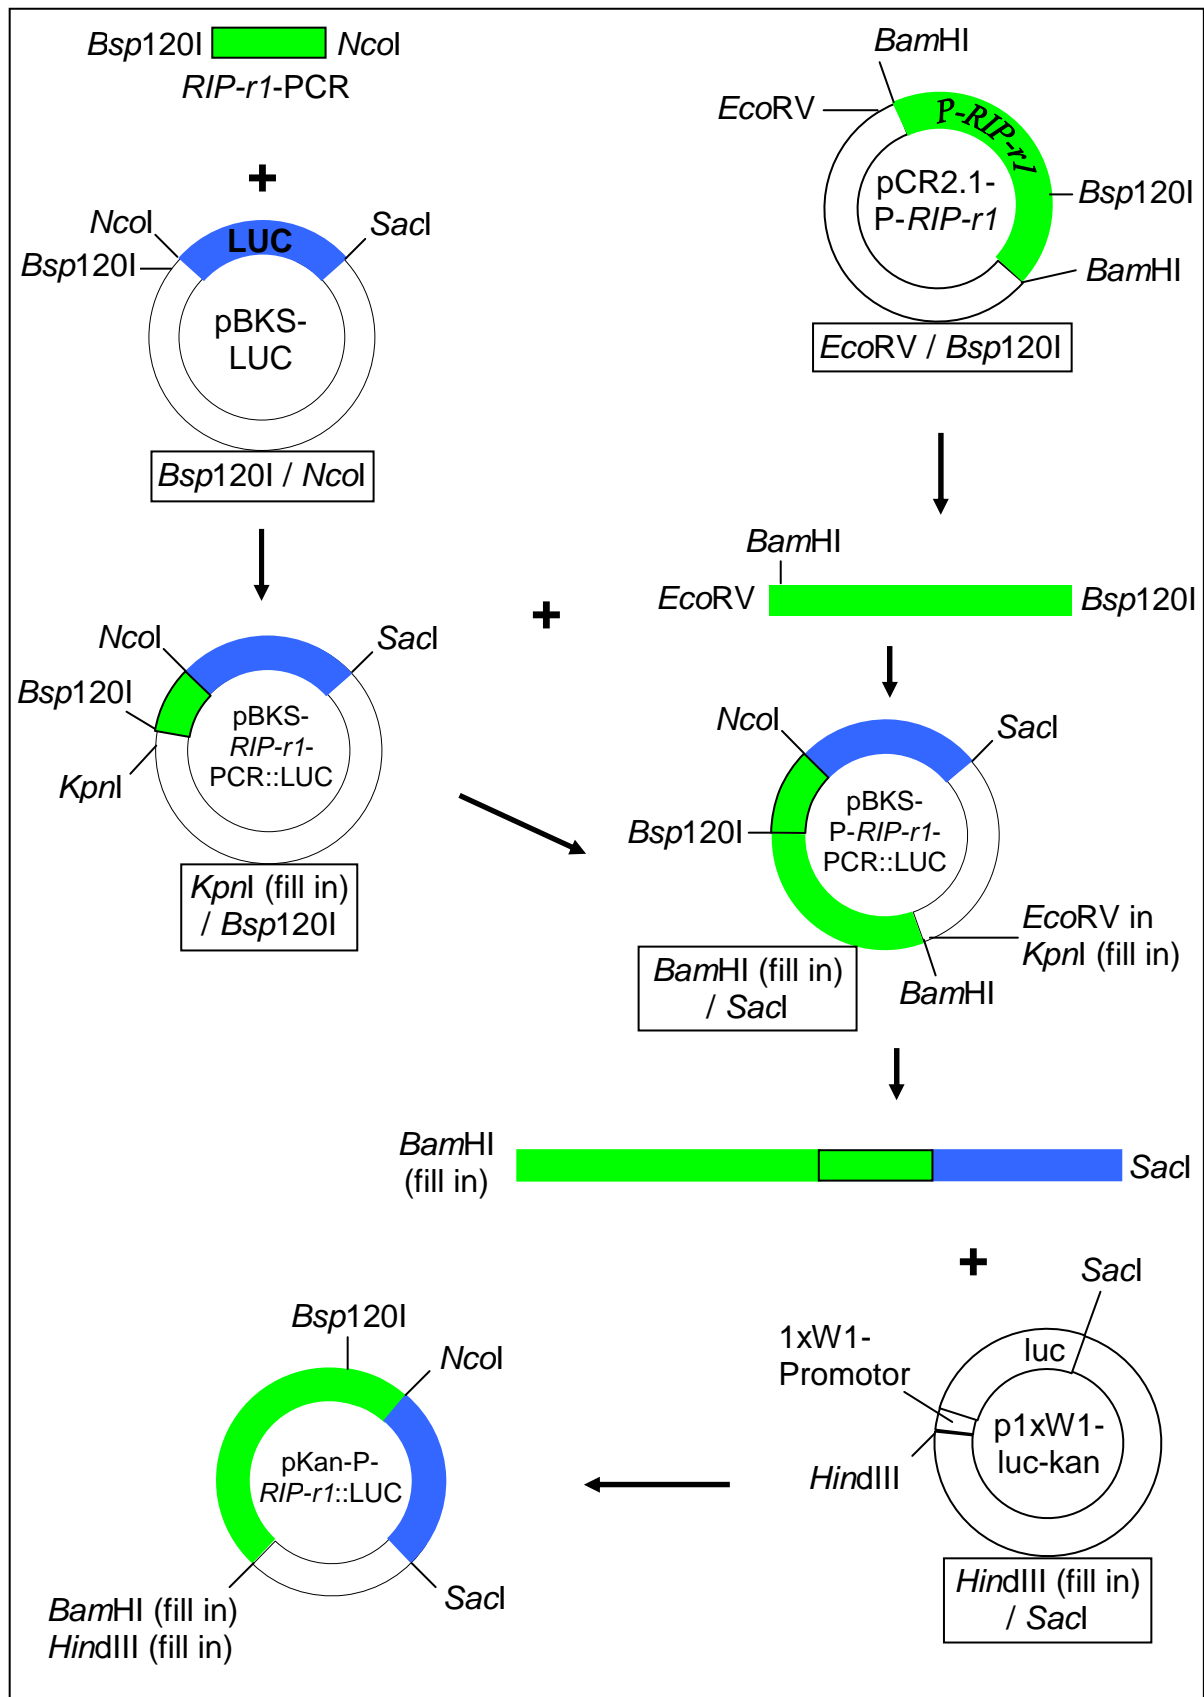 Bsp120I
NcoI
RIP-r1-PCR
+
NcoI
Bsp120I
LUC
SacI
pBKS-
LUC
Bsp120I / NcoI
BamHI
EcoRV
P-RIP-r1
pCR2.1-
P-RIP-r1
Bsp120I
BamHI
EcoRV / Bsp120I
BamHI
EcoRV
Bsp120I
+
NcoI
SacI
Bsp120I
KpnI
pBKS-
RIP-r1-
PCR::LUC
KpnI (fill in)
/ Bsp120I
NcoI
SacI
Bsp120I
pBKS-
P-RIP-r1-
PCR::LUC
EcoRV in
KpnI (fill in)
BamHI
BamHI (fill in)
/ SacI
BamHI
(fill in)
SacI
+
SacI
1xW1-
Promotor
luc
p1xW1-
luc-kan
HindIII
HindIII (fill in)
/ SacI
Bsp120I
NcoI
pKan-P-
RIP-r1::LUC
SacI
BamHI (fill in)
HindIII (fill in)